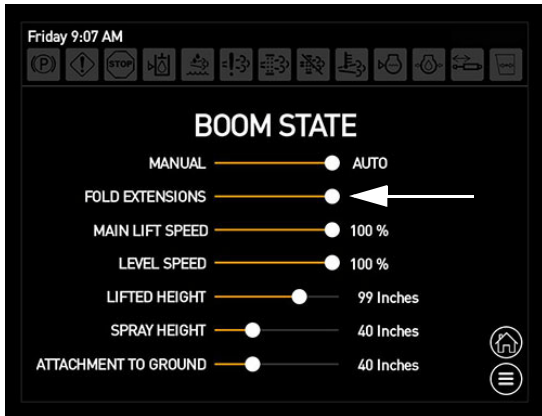 Friday 9:07 AM
(P) STOP
BOOM STATE
MANUAL AUTO
FOLD EXTENSIONS
MAIN LIFT SPEED 100 %
LEVEL SPEED 100 %
LIFTED HEIGHT 99 Inches
SPRAY HEIGHT 40 Inches
ATTACHMENT TO GROUND 40 Inches